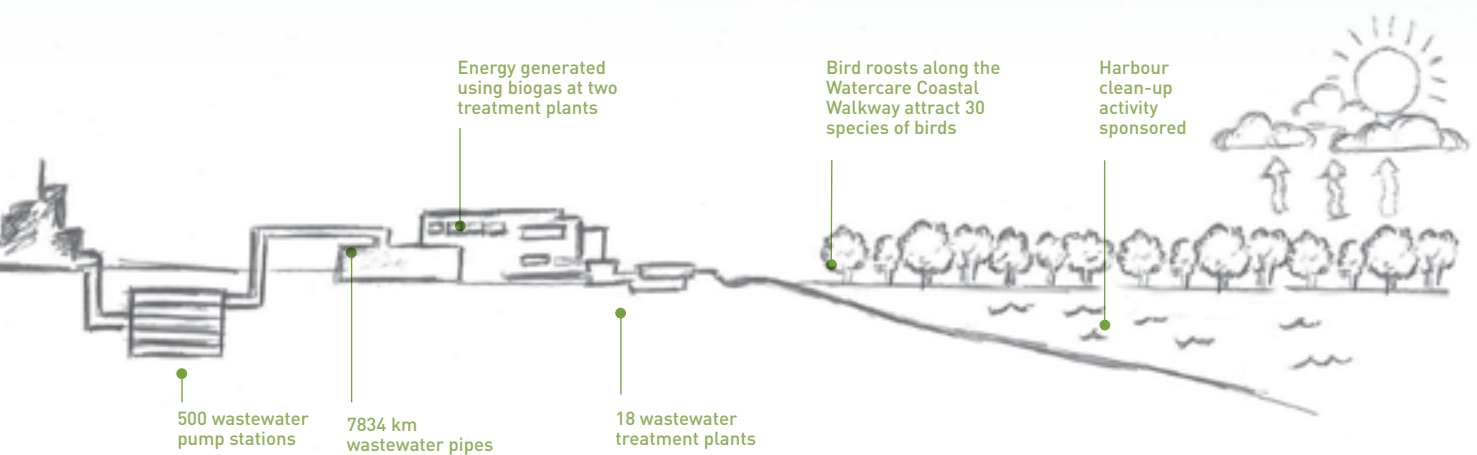 Energy generated
using biogas at two
treatment plants
Bird roosts along the
Watercare Coastal
Walkway attract 30
species of birds
Harbour
clean-up
activity
sponsored
500 wastewater
pump stations
7834 km
wastewater pipes
18 wastewater
treatment plants